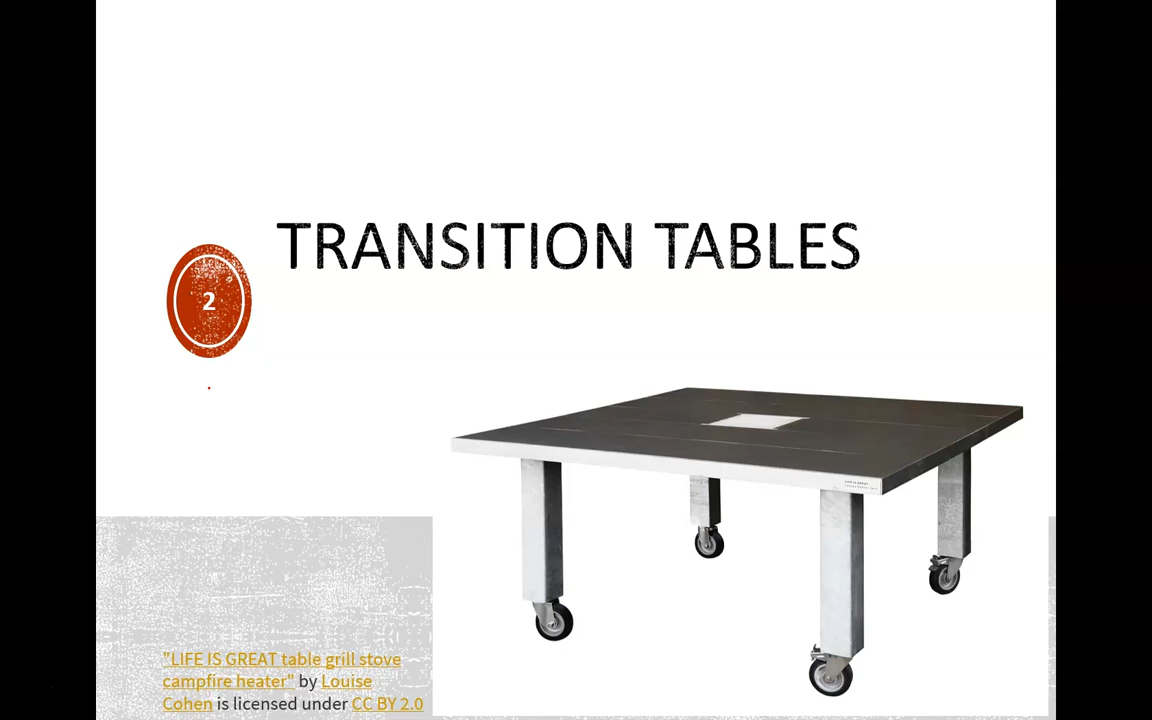 TRANSITION TABLES
2
"LIFE IS GREAT table grill stove
campfire heater" by Louise
Cohen is licensed under CC BY 2.0